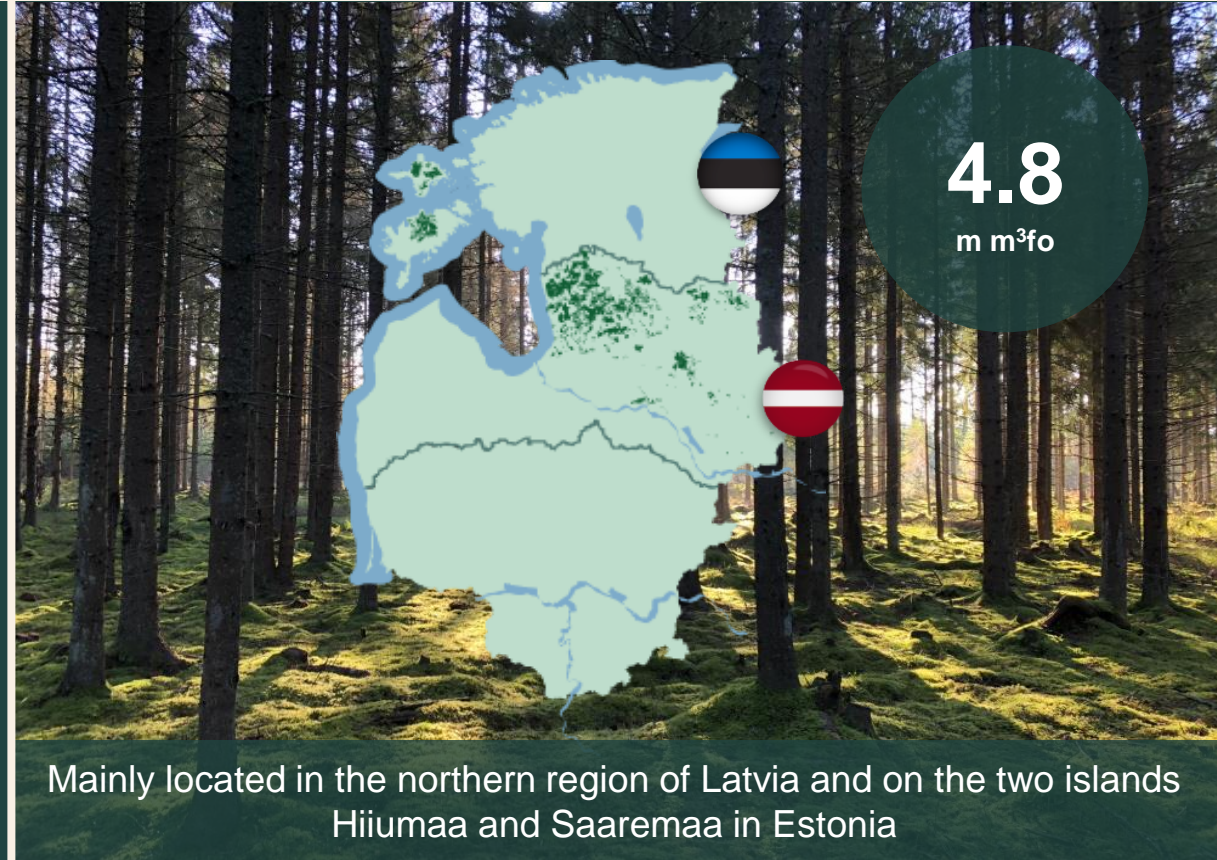 4.8
m m³fo
Mainly located in the northern region of Latvia and on the two islands
Hiiumaa and Saaremaa in Estonia